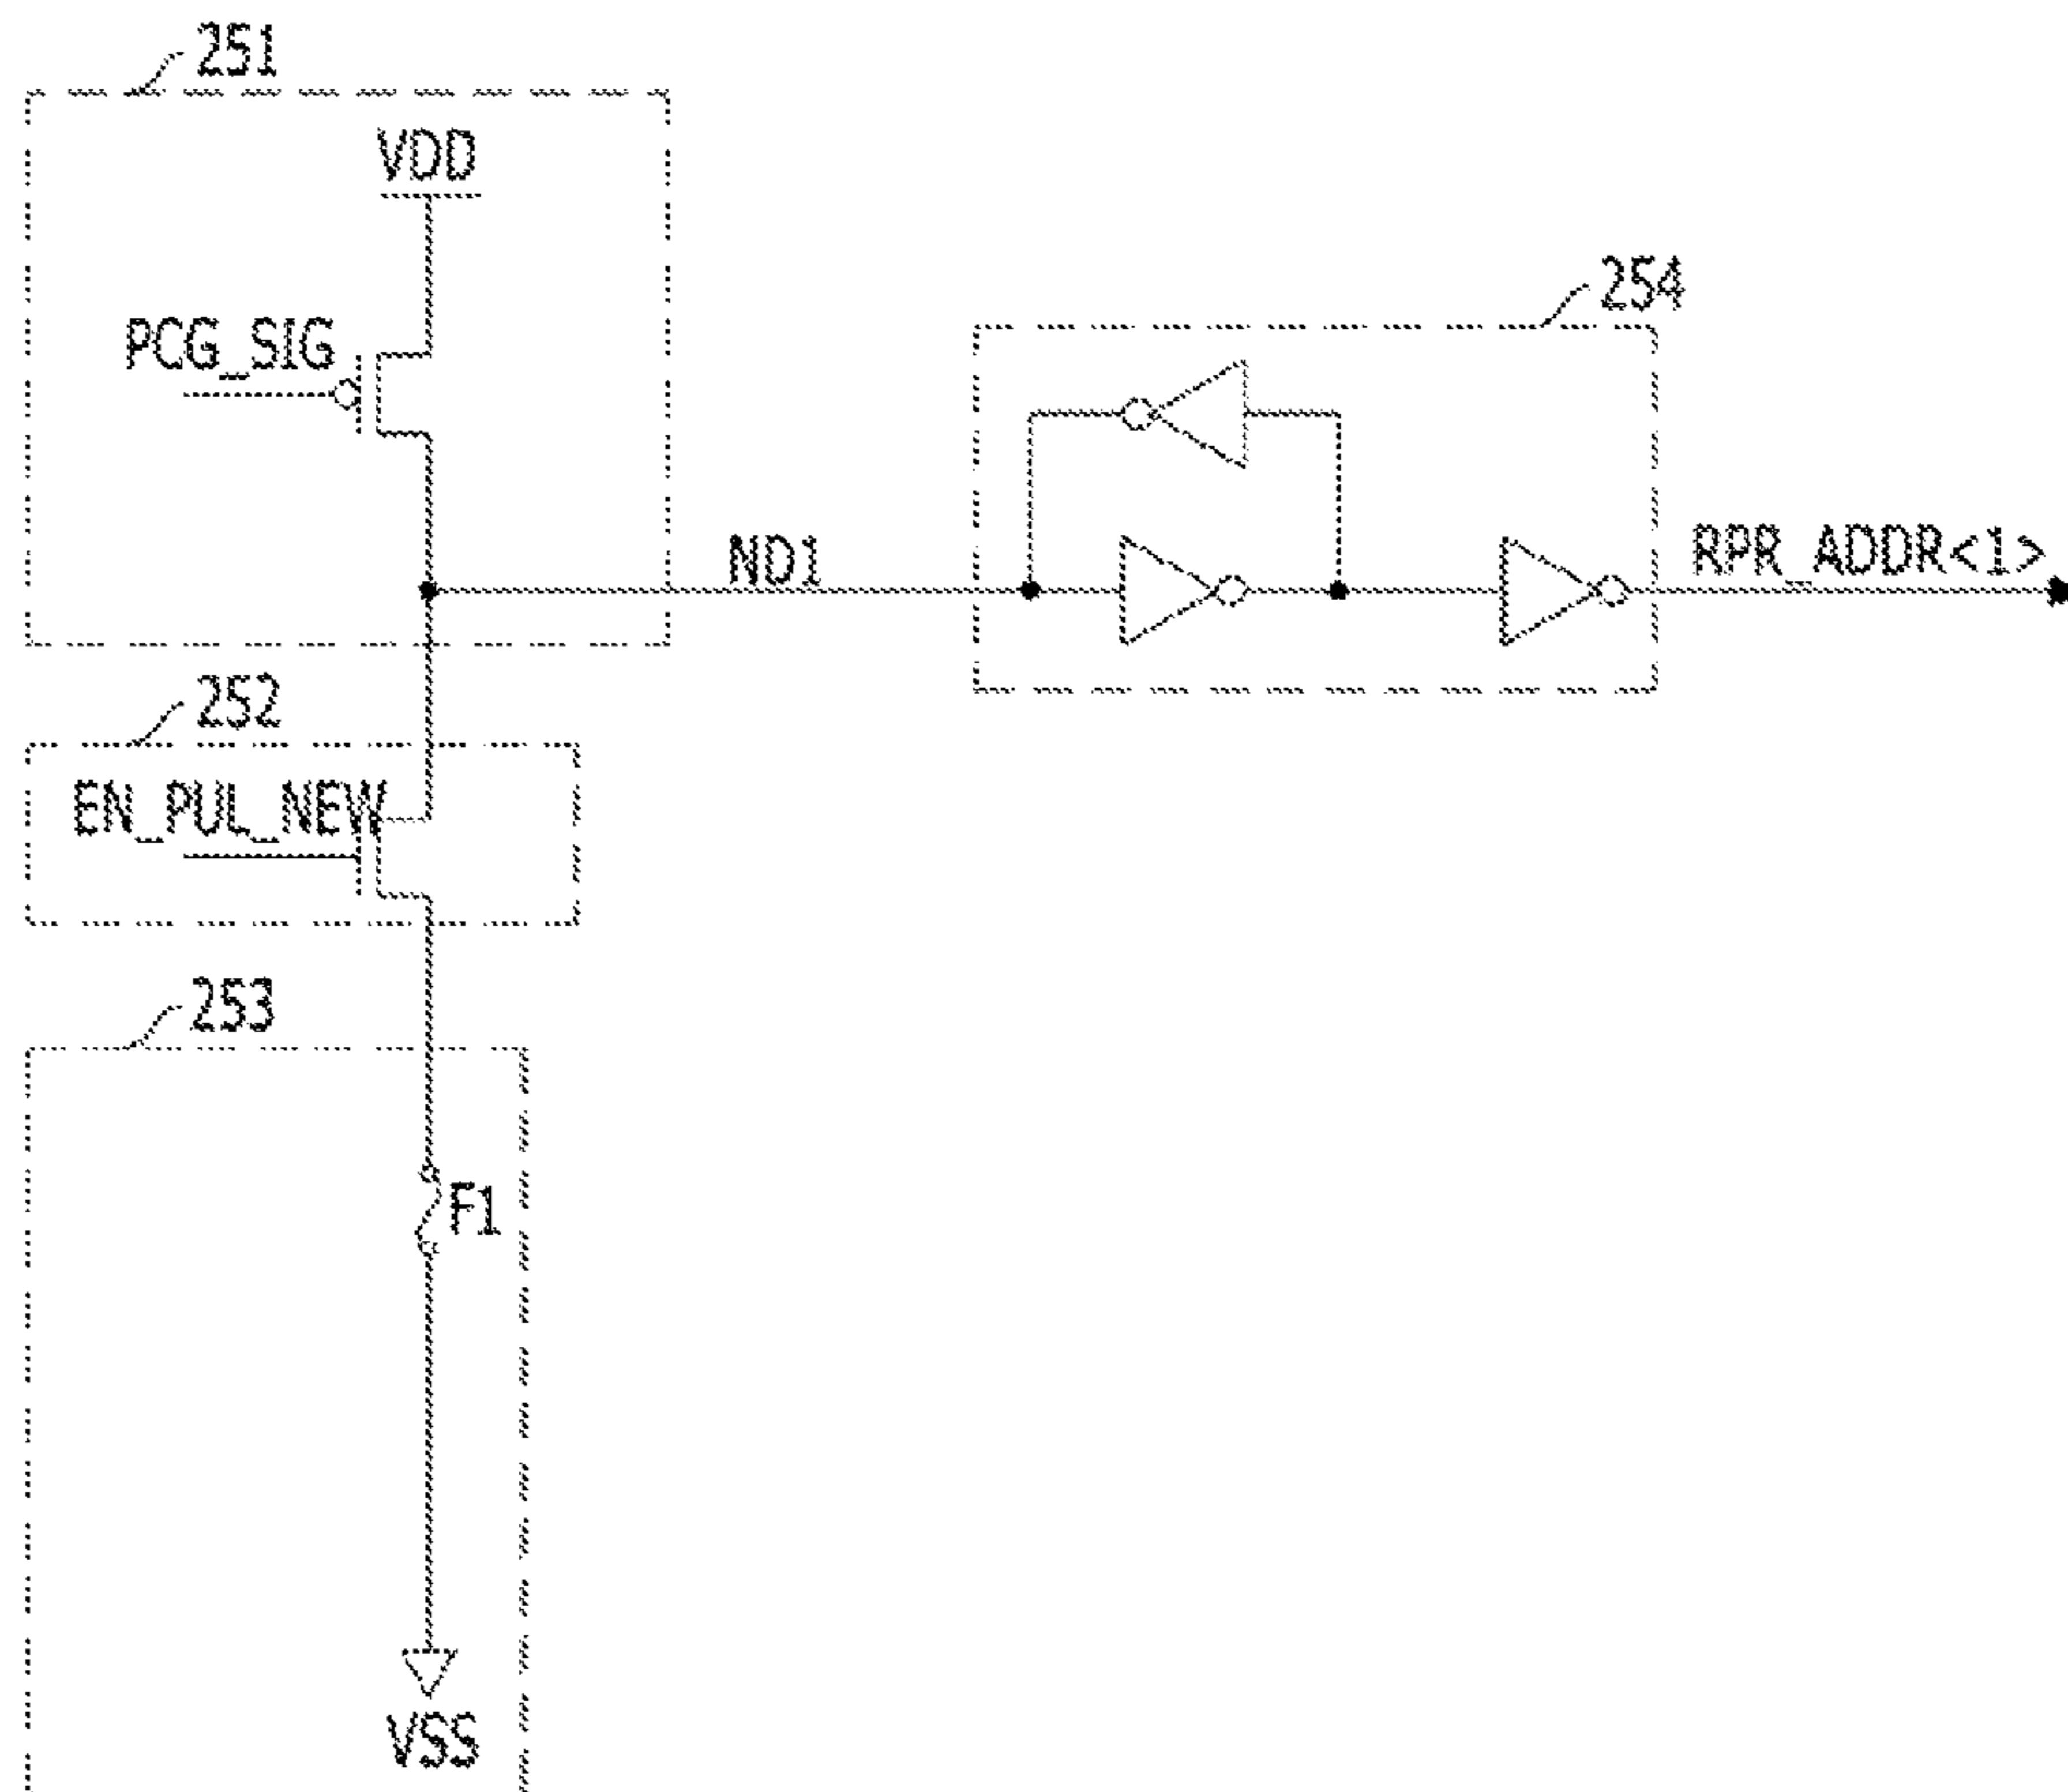 251
VDD
PCG_SIG
254
ND1
RPR_ADDR<1>
252
EN_PUL_NEW
253
F1
VSS